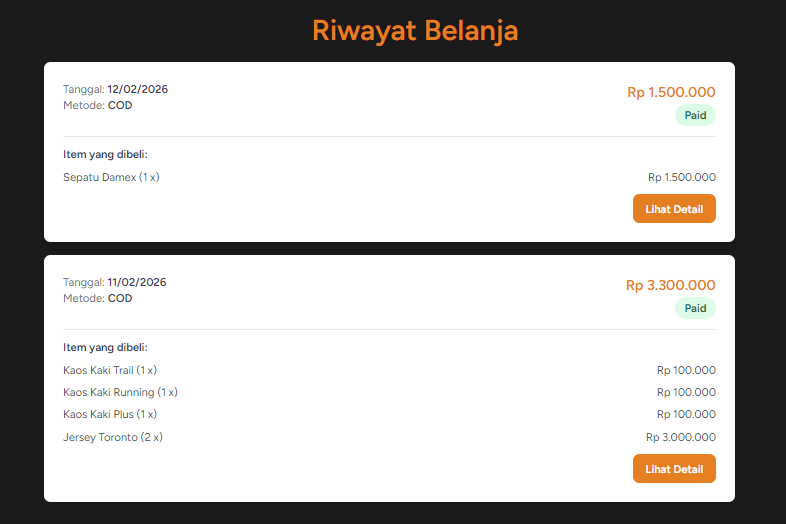 Riwayat Belanja
Tanggal: 12/02/2026
Rp 1.500.000
Metode: COD
Paid
Item yang dibeli:
Sepatu Damex (1 x) Rp 1.500.000
Lihat Detail
Tanggal: 11/02/2026
Rp 3.300.000
Metode: COD
Paid
Item yang dibeli:
Kaos Kaki Trail (1 x) Rp 100.000
Kaos Kaki Running (1 x) Rp 100.000
Kaos Kaki Plus (1 x) Rp 100.000
Jersey Toronto (2 x) Rp 3.000.000
Lihat Detail